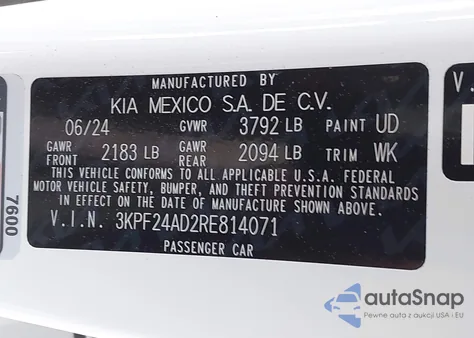 MANUFACTURED BY
KIA MEXICO S.A. DE C.V.
06/24 GVWR 3792 LB PAINT UD
GAWR FRONT 2183 LB GAWR REAR 2094 LB TRIM WK
THIS VEHICLE CONFORMS TO ALL APPLICABLE U.S.A. FEDERAL
MOTOR VEHICLE SAFETY, BUMPER, AND THEFT PREVENTION STANDARDS
IN EFFECT ON THE DATE OF MANUFACTURE SHOWN ABOVE.
V.I.N. 3KPF24AD2RE814071
PASSENGER CAR
7600
V.
autoSnap
Pewne auta z aukcji USA i EU